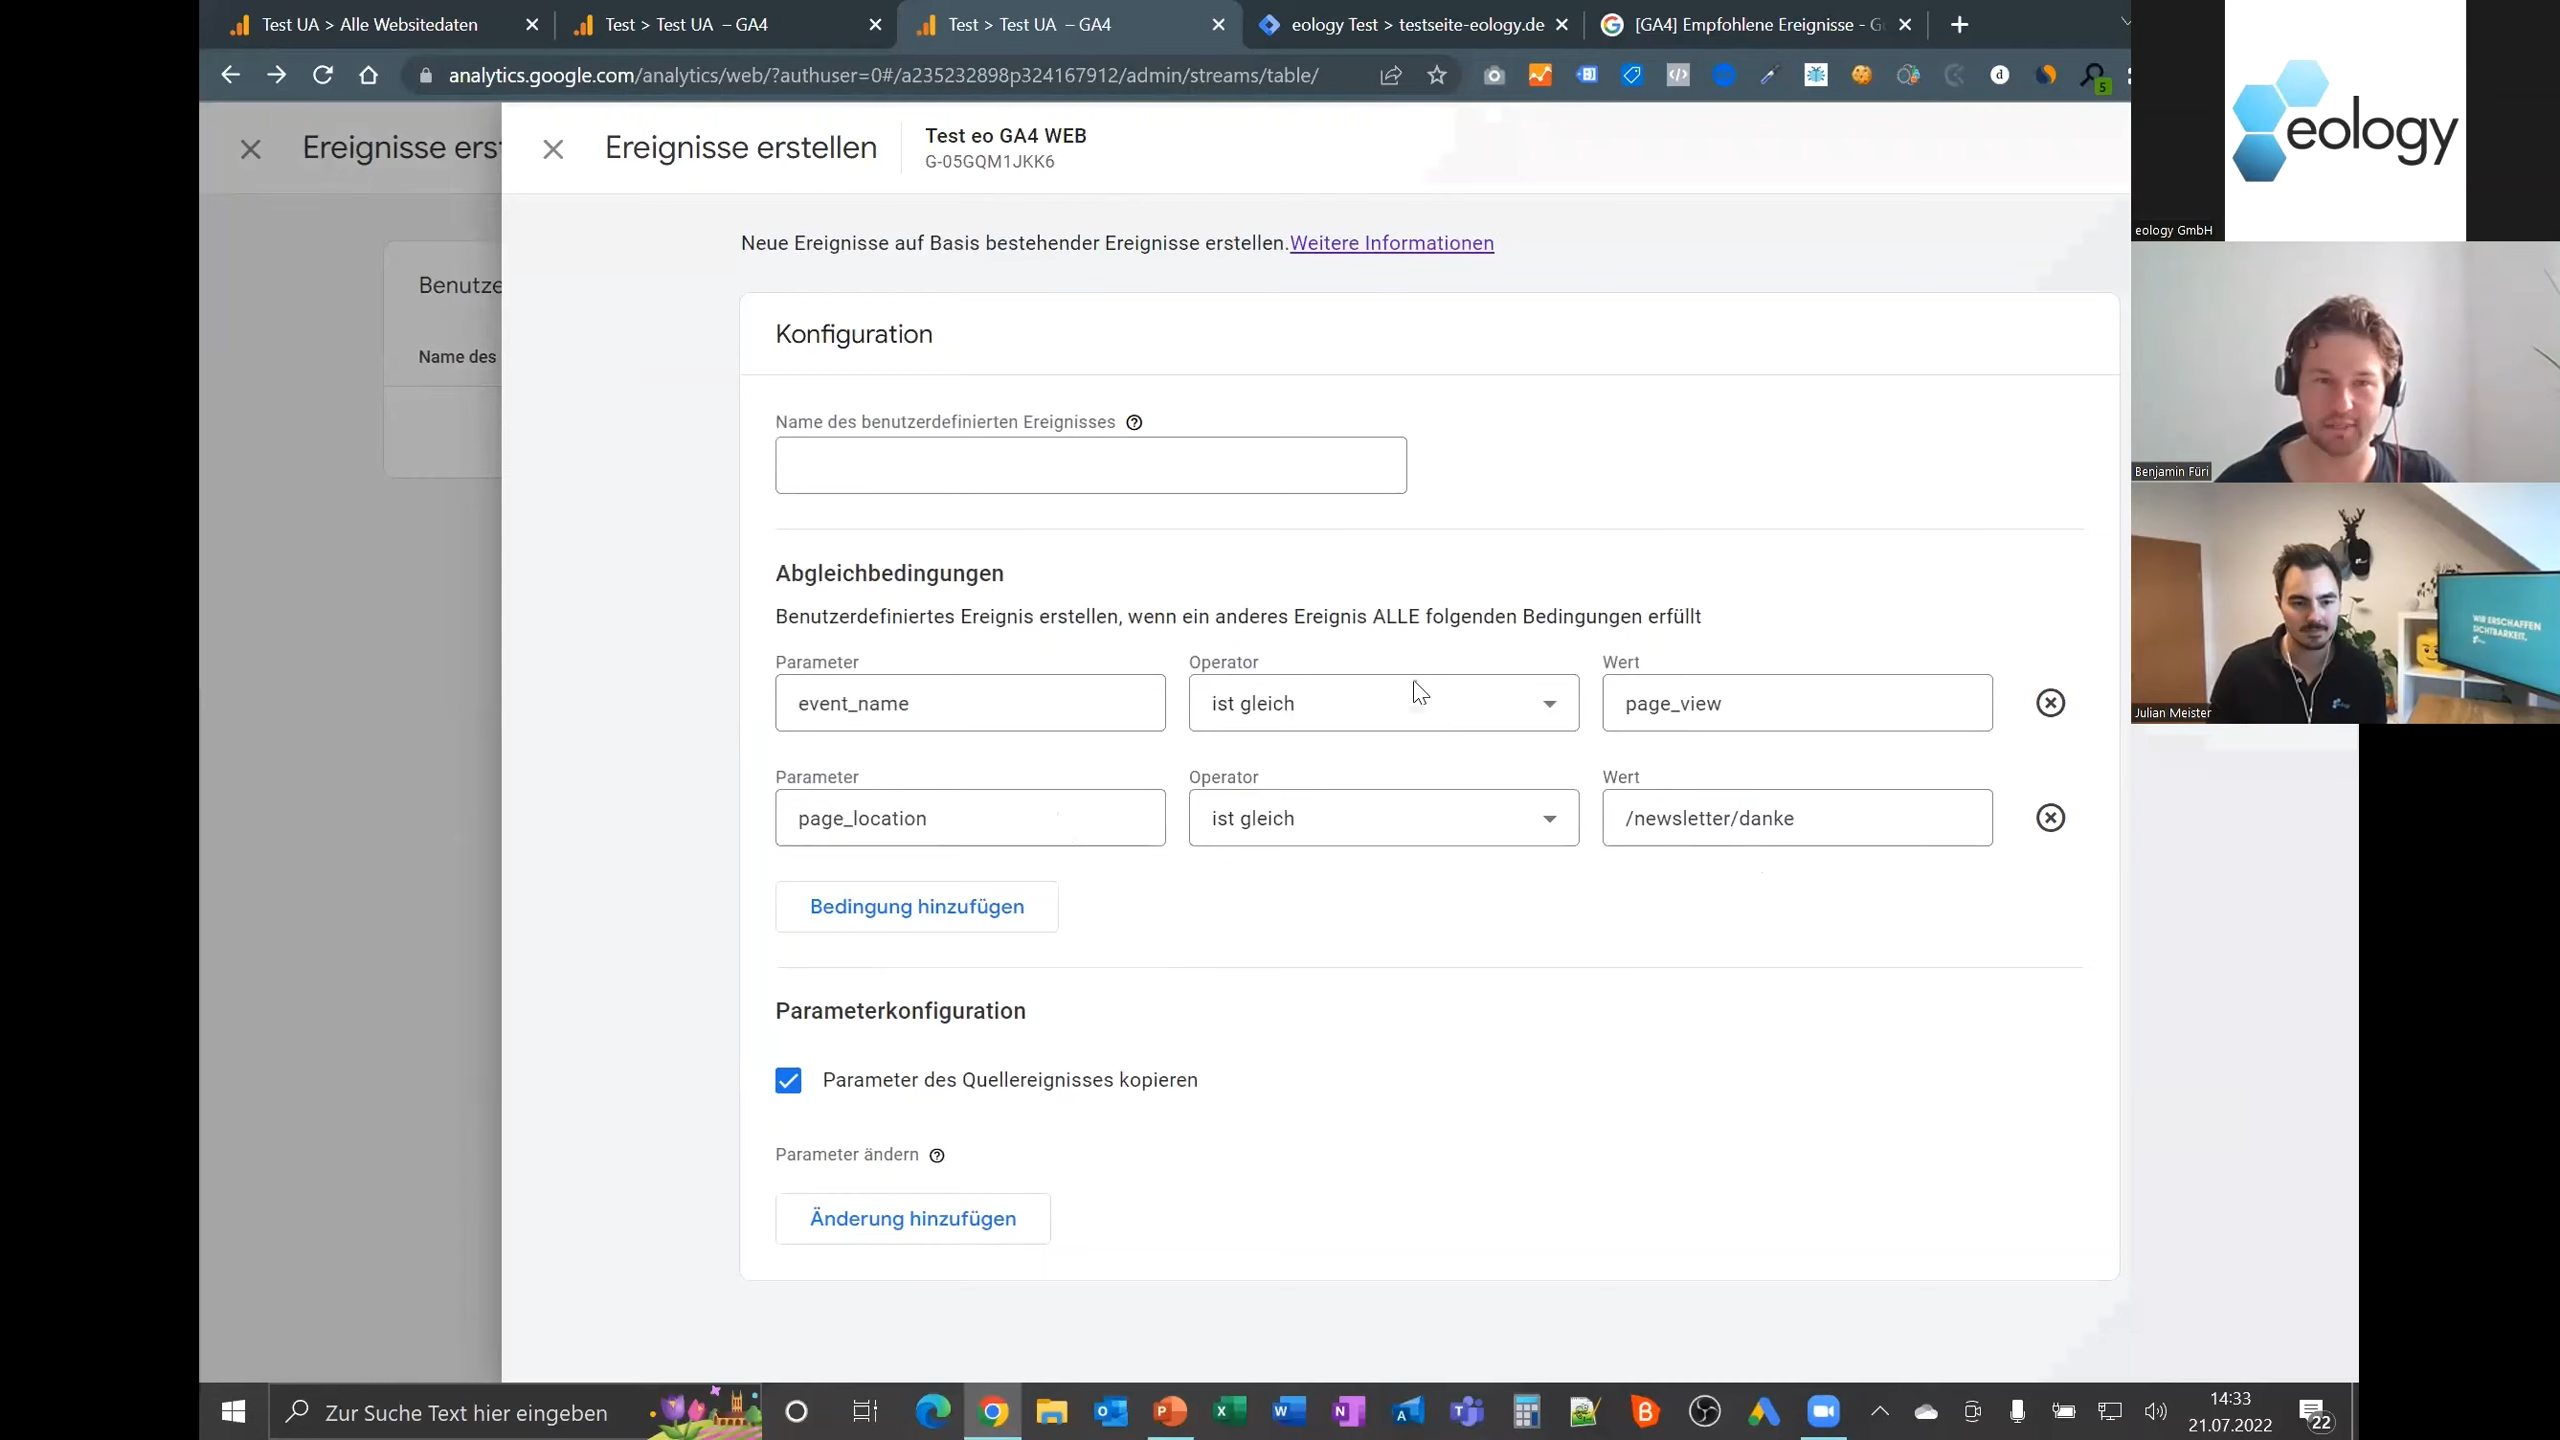 Test UA > Alle Websitedaten
Test > Test UA – GA4
Test > Test UA – GA4
eology Test > testseite-eology.de
[GA4] Empfohlene Ereignisse - G
analytics.google.com/analytics/web/?authuser=0#/a235232898p324167912/admin/streams/table/
5
Ereignisse ers
Ereignisse erstellen
Test eo GA4 WEB
G-05GQM1JKK6
Benutze
Name des
Neue Ereignisse auf Basis bestehender Ereignisse erstellen.Weitere Informationen
Konfiguration
Name des benutzerdefinierten Ereignisses
Abgleichbedingungen
Benutzerdefiniertes Ereignis erstellen, wenn ein anderes Ereignis ALLE folgenden Bedingungen erfüllt
Parameter Operator Wert
event_name ist gleich page_view
Parameter Operator Wert
page_location ist gleich /newsletter/danke
Bedingung hinzufügen
Parameterkonfiguration
Parameter des Quellereignisses kopieren
Parameter ändern
Änderung hinzufügen
eology
eology GmbH
Benjamin Füri
WIR ERSCHAFFEN
SICHTBARKEIT.
Julian Meister
Zur Suche Text hier eingeben
14:33
21.07.2022
22